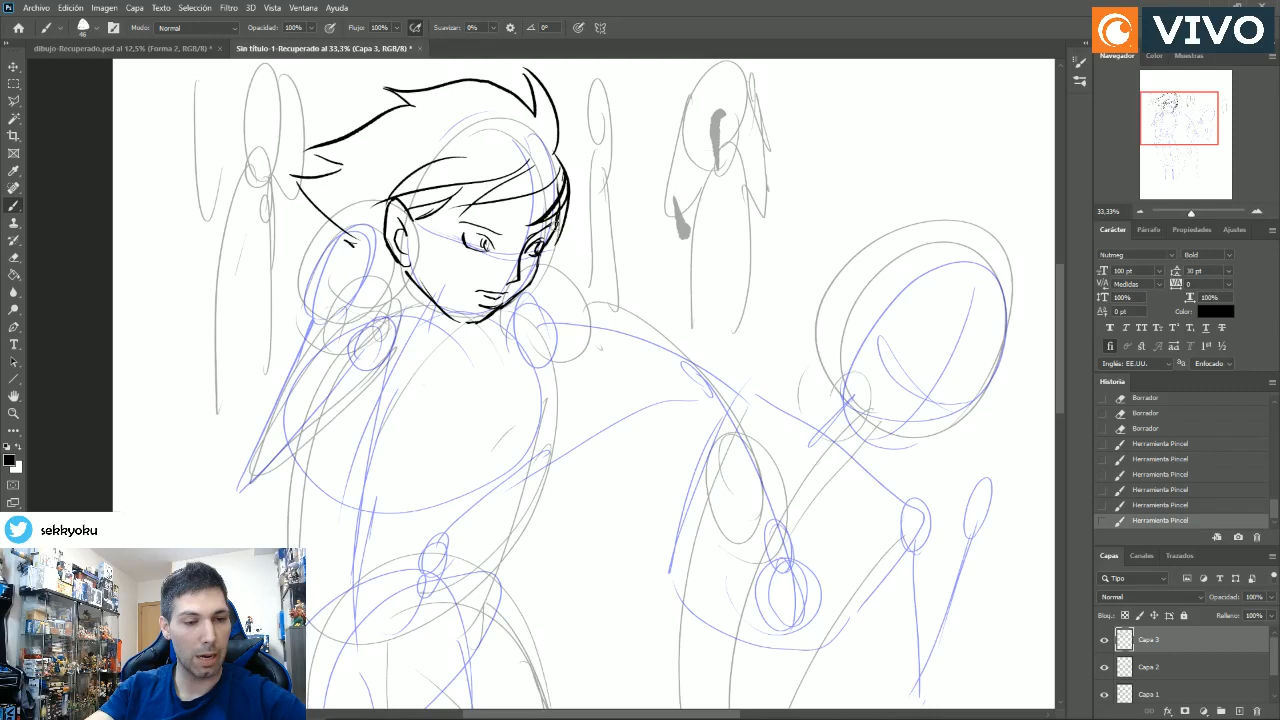 Archivo Edición Imagen Capa Texto Selección Filtro 3D Vista Ventana Ayuda
Modo: Normal Opacidad: 100% Flujo: 100% Suavizar: 0% 0°
46
VIVO
dibujo-Recuperado.psd al 12,5% (Forma 2, RGB/8) *
Sin título-1-Recuperado al 33,3% (Capa 3, RGB/8) *
Navegador Color Muestras
33,33%
Carácter Párrafo Propiedades Ajustes
Nutmeg Bold
100 pt 30 pt
Medidas 0
100% 100%
0 pt Color:
Inglés: EE.UU. Enfocado
Historia
Borrador
Borrador
Borrador
Herramienta Pincel
Herramienta Pincel
Herramienta Pincel
Herramienta Pincel
Herramienta Pincel
Herramienta Pincel
Capas Canales Trazados
Tipo
Normal Opacidad: 100%
Bloq.: Relleno: 100%
Capa 3
Capa 2
Capa 1
sekkyoku